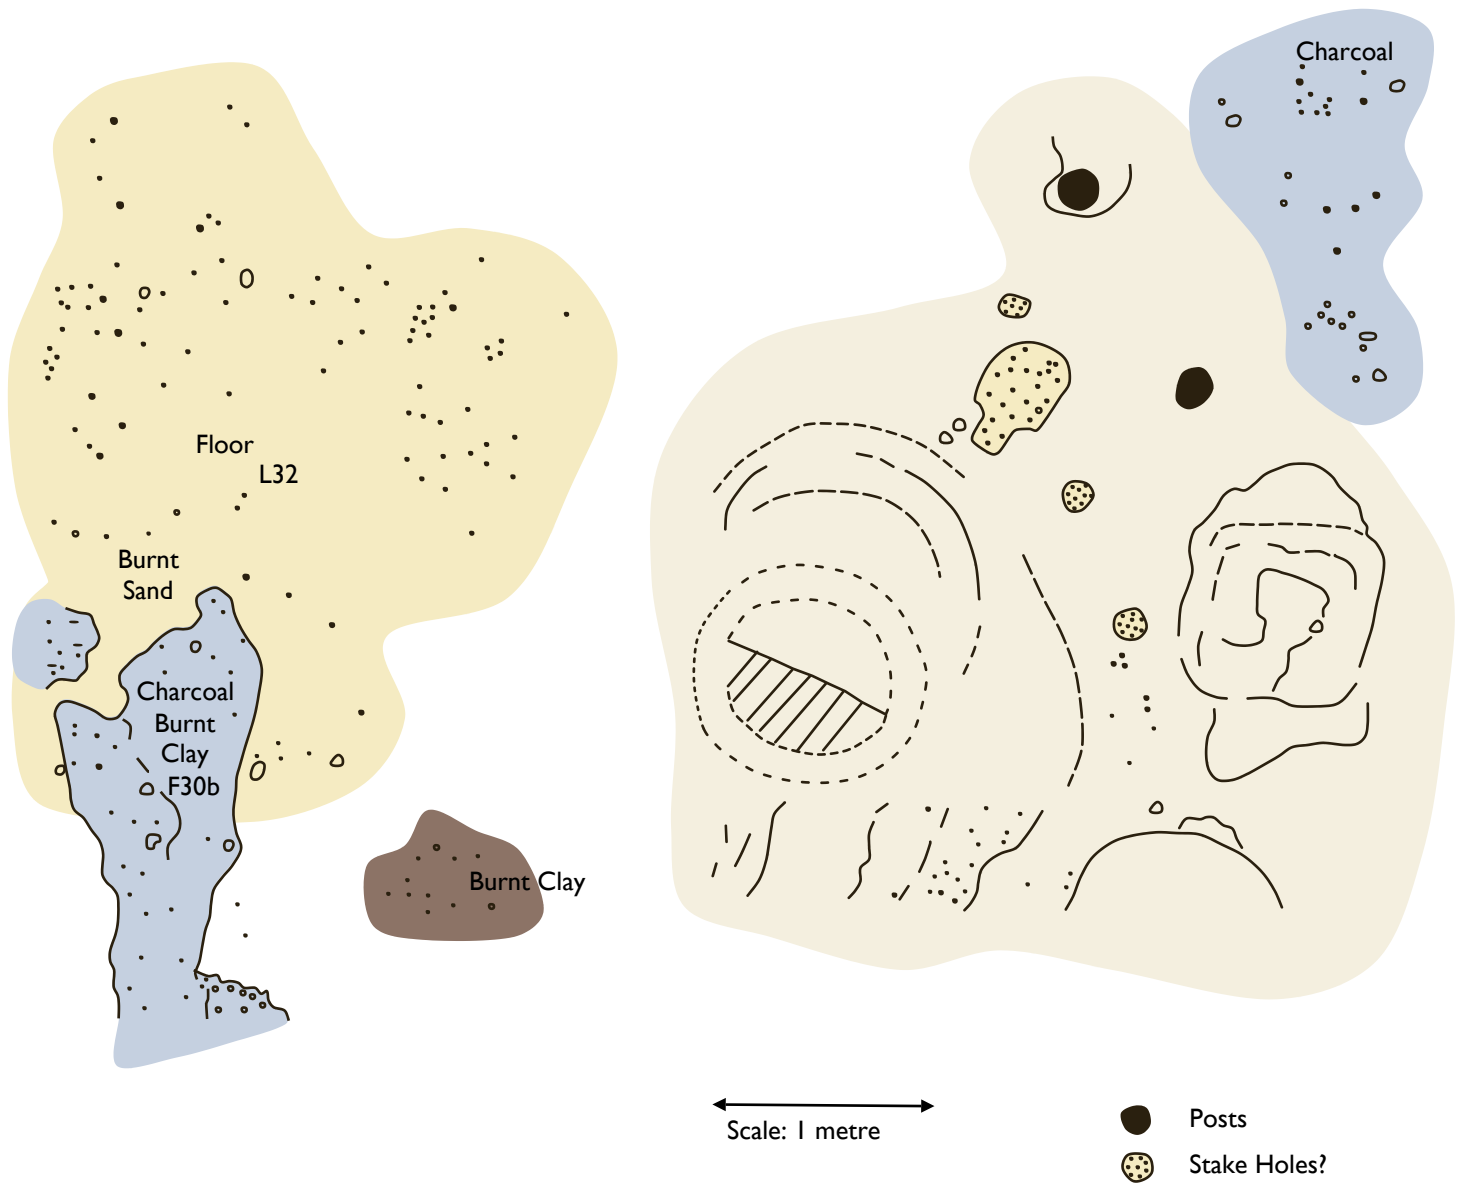 Charcoal
Floor
L32
Burnt
Sand
Charcoal
Burnt
Clay
F30b
Burnt Clay
Scale: 1 metre
Posts
Stake Holes?